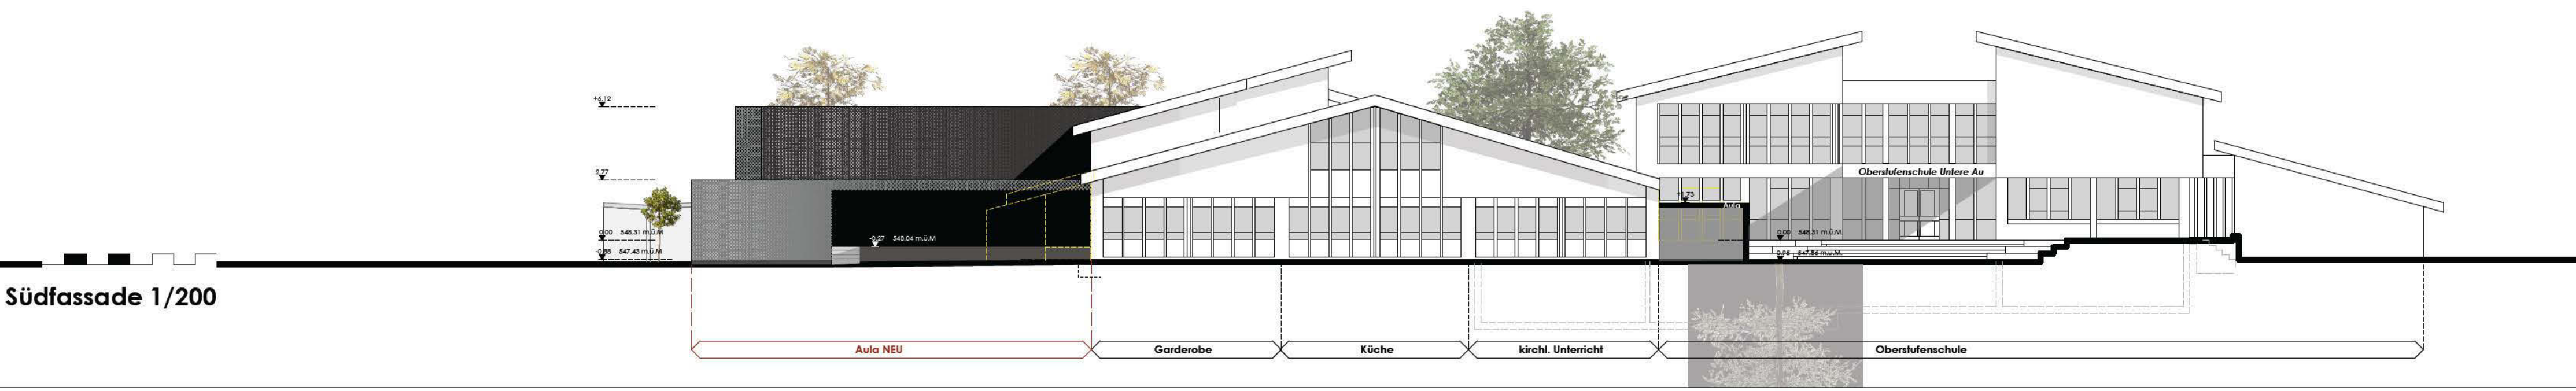 +6.12
2.77
0.00 548.31 m.ü.M
-0.88 547.43 m.ü.M
-0.27 548.04 m.ü.M
Oberstufenschule Untere Au
+1.73
Aula
0.00 548.31 m.ü.M.
Südfassade 1/200
Aula NEU
Garderobe
Küche
kirchl. Unterricht
Oberstufenschule